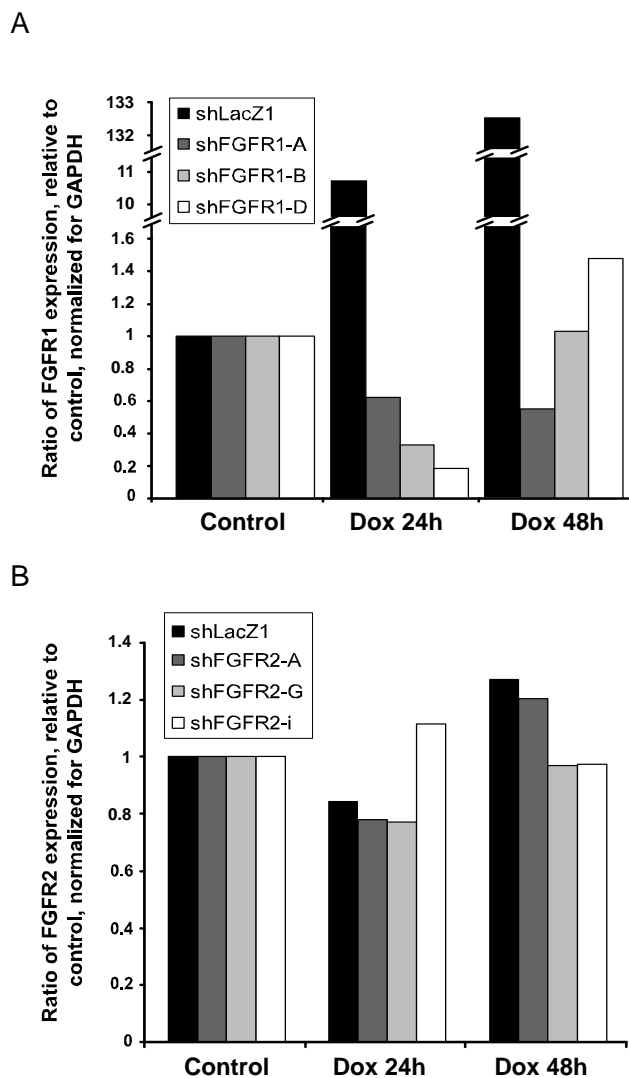 A
Ratio of FGFR1 expression, relative to
control, normalized for GAPDH
133
132
11
10
1.6
1.4
1.2
1
0.8
0.6
0.4
0.2
0
shLacZ1
shFGFR1-A
shFGFR1-B
shFGFR1-D
Control
Dox 24h
Dox 48h
B
Ratio of FGFR2 expression, relative to
control, normalized for GAPDH
1.4
1.2
1
0.8
0.6
0.4
0.2
0
shLacZ1
shFGFR2-A
shFGFR2-G
shFGFR2-i
Control
Dox 24h
Dox 48h